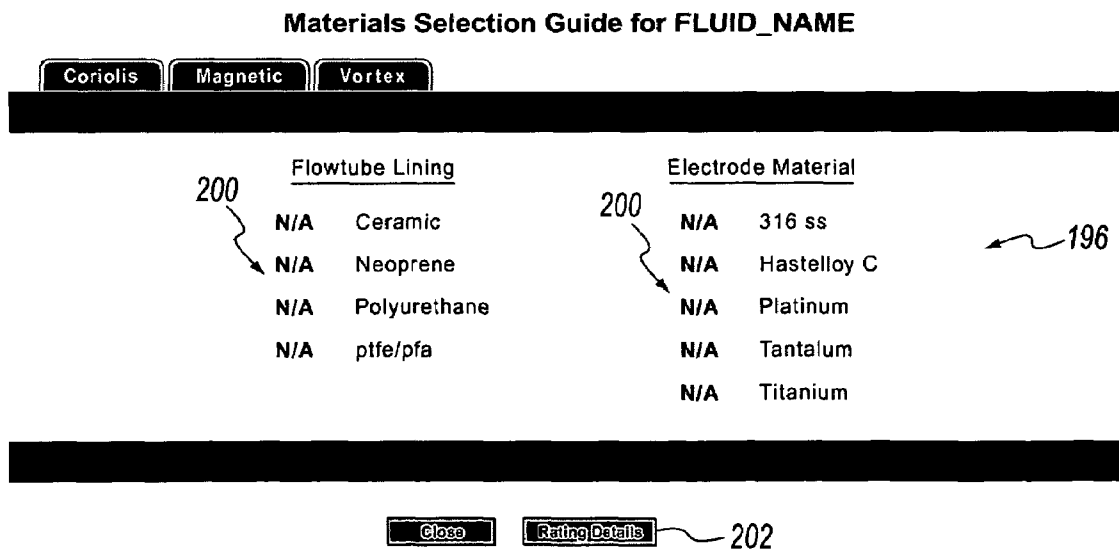 Materials Selection Guide for FLUID_NAME
Coriolis Magnetic Vortex
Flowtube Lining Electrode Material
200 200 196
N/A Ceramic N/A 316 ss
N/A Neoprene N/A Hastelloy C
N/A Polyurethane N/A Platinum
N/A ptfe/pfa N/A Tantalum
N/A Titanium
Close Rating Details 202